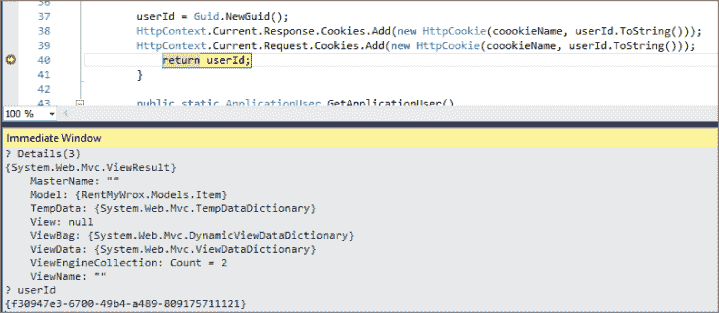 36
37 userId = Guid.NewGuid();
38 HttpContext.Current.Response.Cookies.Add(new HttpCookie(coookieName, userId.ToString()));
39 HttpContext.Current.Request.Cookies.Add(new HttpCookie(coookieName, userId.ToString()));
40 return userId;
41 }
42
43 public static ApplicationUser GetApplicationUser()
100 %
Immediate Window
? Details(3)
{System.Web.Mvc.ViewResult}
MasterName: ""
Model: {RentMyWrox.Models.Item}
TempData: {System.Web.Mvc.TempDataDictionary}
View: null
ViewBag: {System.Web.Mvc.DynamicViewDataDictionary}
ViewData: {System.Web.Mvc.ViewDataDictionary}
ViewEngineCollection: Count = 2
ViewName: ""
? userId
{f30947e3-6700-49b4-a489-809175711121}